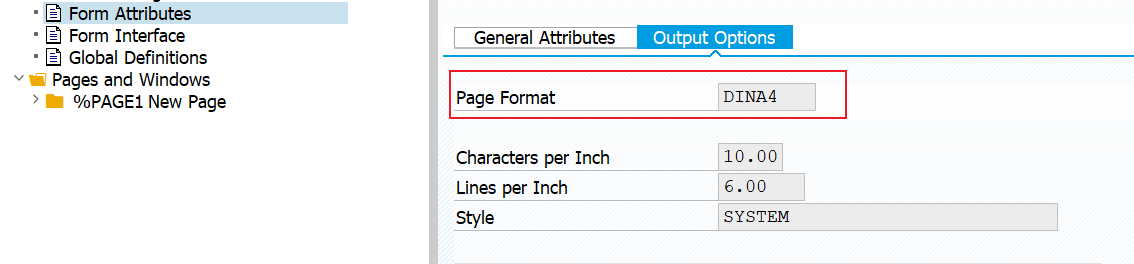 Form Attributes
Form Interface
Global Definitions
Pages and Windows
%PAGE1 New Page
General Attributes Output Options
Page Format DINA4
Characters per Inch 10.00
Lines per Inch 6.00
Style SYSTEM